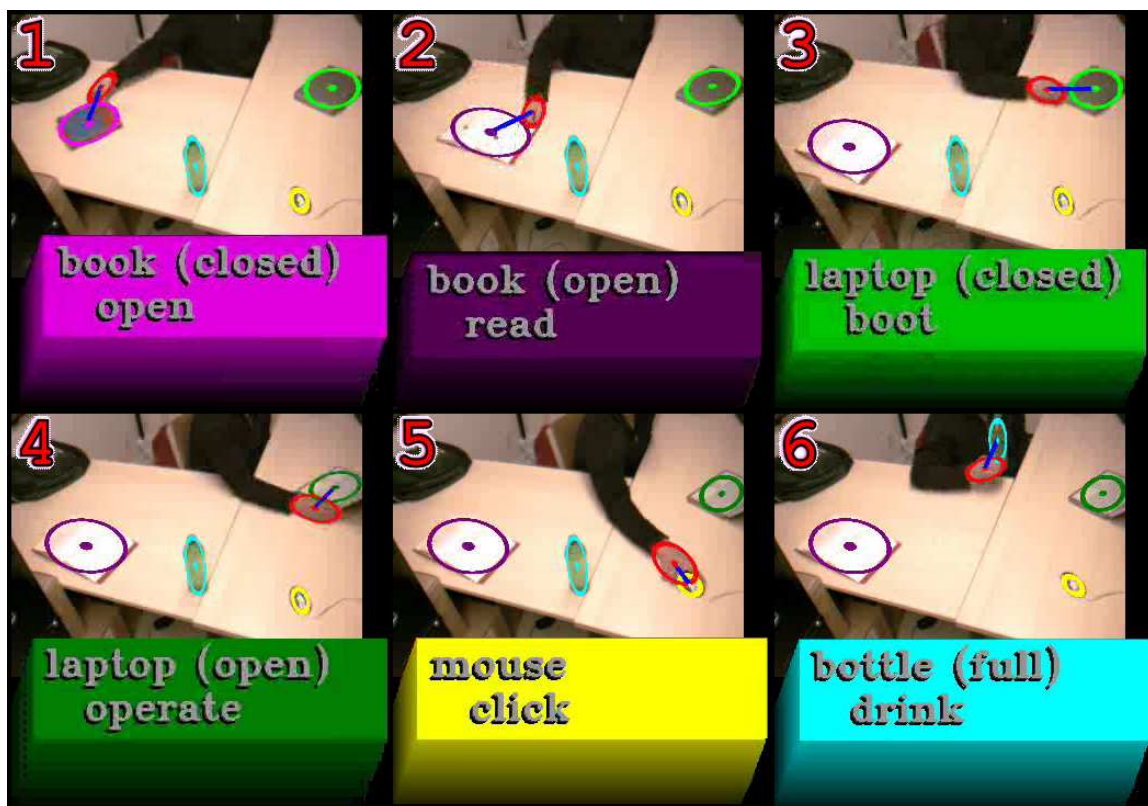 1
2
3
book (closed)
open
book (open)
read
laptop (closed)
boot
4
5
6
laptop (open)
operate
mouse
click
bottle (full)
drink